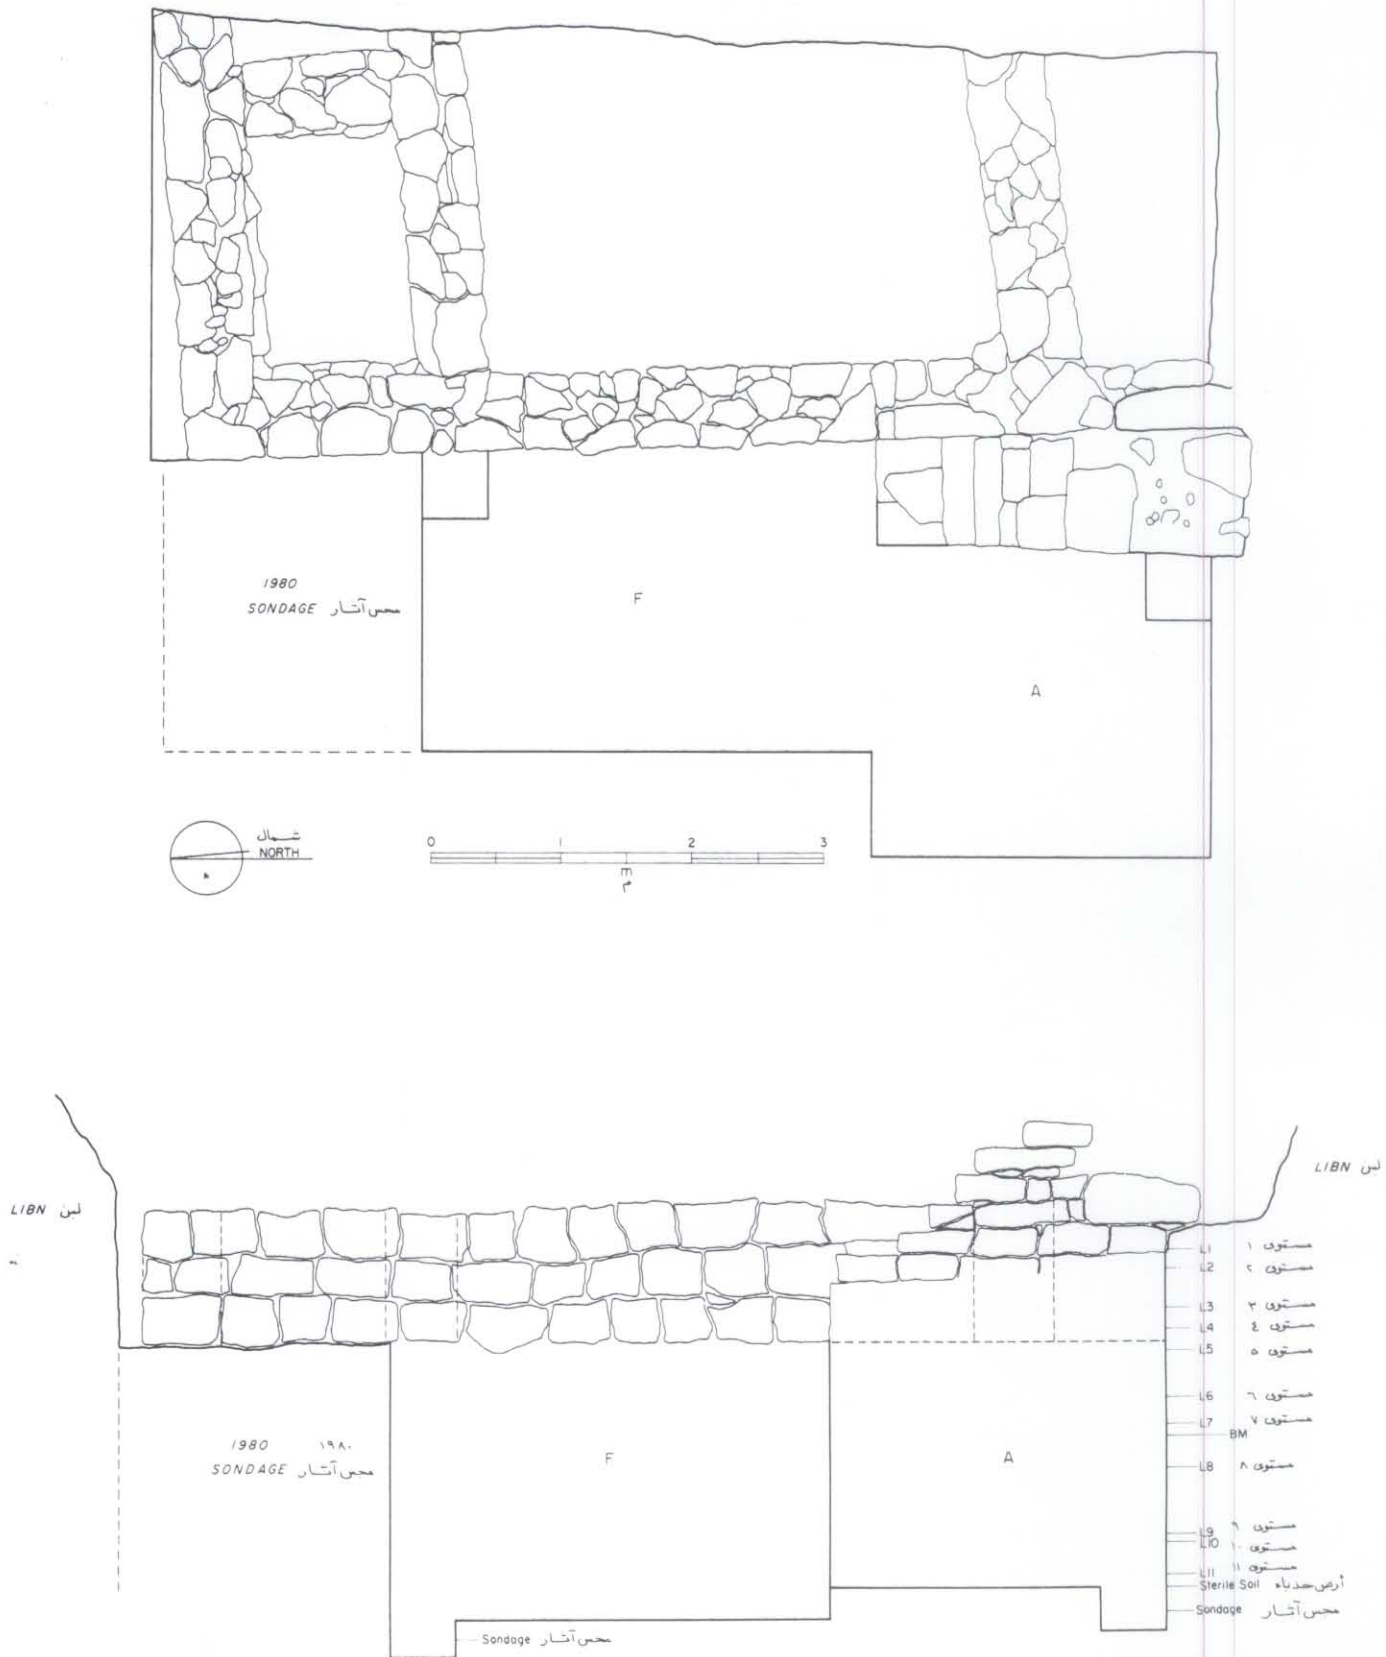 1980
SONDAGE محس آثار
F
A
شمال
NORTH
0 1 2 3
m
م
LIBN لبن
LIBN لبن
L1 مستوى ١
L2 مستوى ٢
L3 مستوى ٣
L4 مستوى ٤
L5 مستوى ٥
L6 مستوى ٦
L7 مستوى ٧
BM
L8 مستوى ٨
L9 مستوى ٩
L10 مستوى ١٠
L11 مستوى ١١
Sterile Soil أرض جدباء
Sondage محس آثار
1980 ١٩٨٠
SONDAGE محس آثار
F
A
Sondage محس آثار